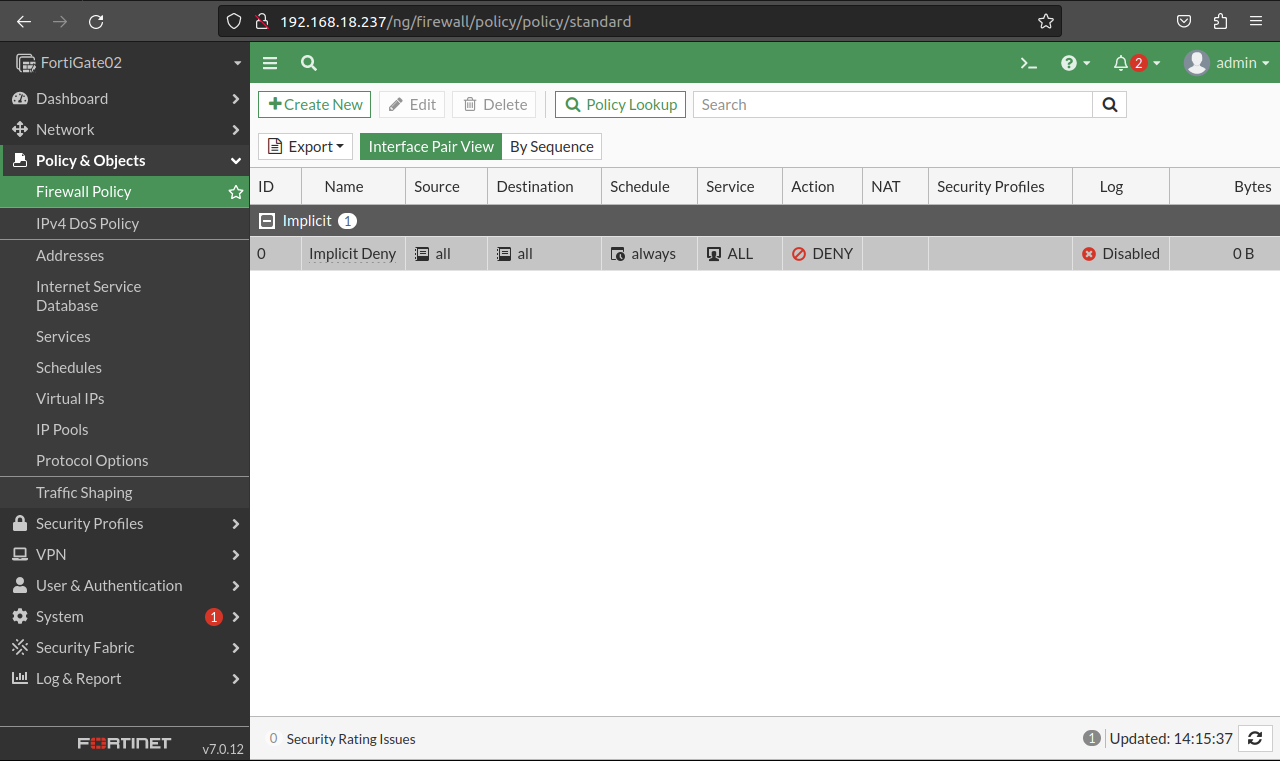 192.168.18.237/ng/firewall/policy/policy/standard
FortiGate02
2
admin
Dashboard
Network
Policy & Objects
Firewall Policy
IPv4 DoS Policy
Addresses
Internet Service
Database
Services
Schedules
Virtual IPs
IP Pools
Protocol Options
Traffic Shaping
Security Profiles
VPN
User & Authentication
System 1
Security Fabric
Log & Report
FORTINET v7.0.12
Create New Edit Delete Policy Lookup Search
Export Interface Pair View By Sequence
ID Name Source Destination Schedule Service Action NAT Security Profiles Log Bytes
Implicit 1
0 Implicit Deny all all always ALL DENY Disabled 0 B
0 Security Rating Issues 1 Updated: 14:15:37